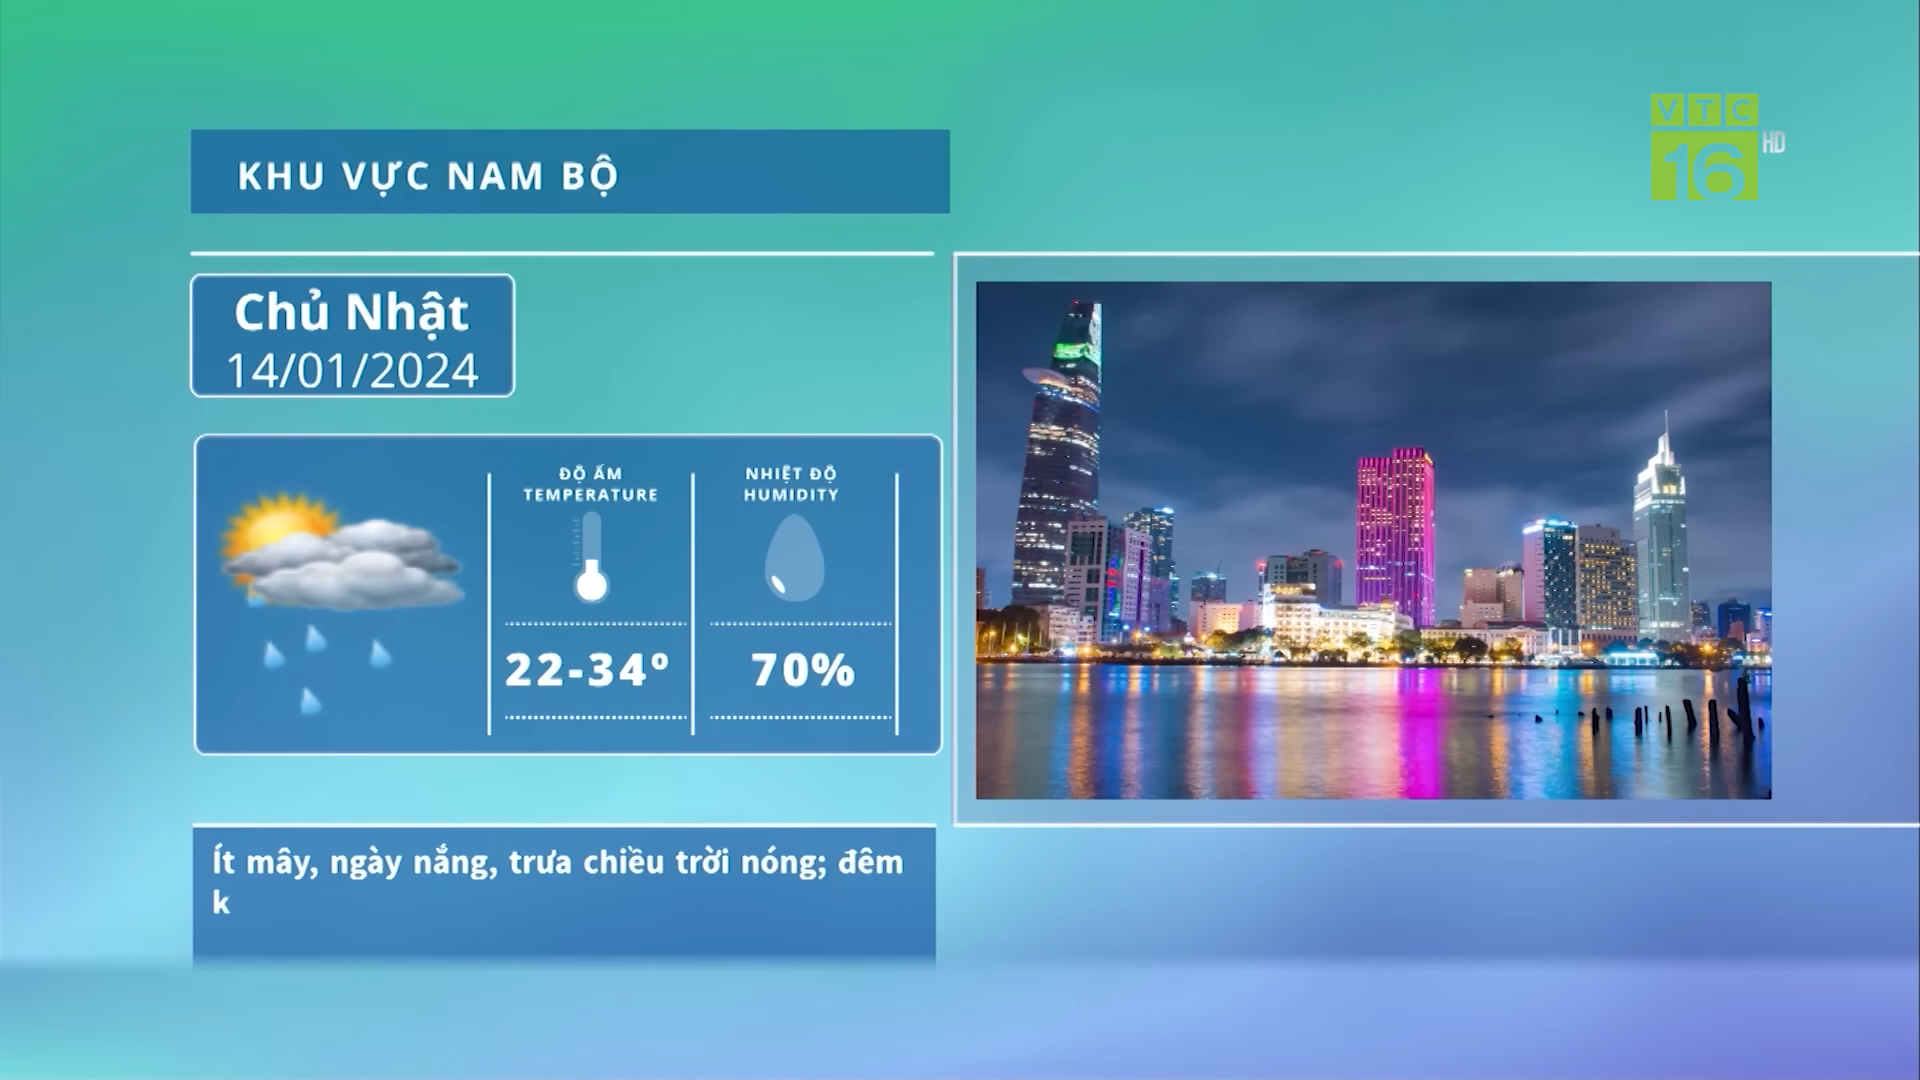 VTC
16 HD
KHU VỰC NAM BỘ
Chủ Nhật
14/01/2024
ĐỘ ẨM
TEMPERATURE
22-34º
NHIỆT ĐỘ
HUMIDITY
70%
Ít mây, ngày nắng, trưa chiều trời nóng; đêm
k